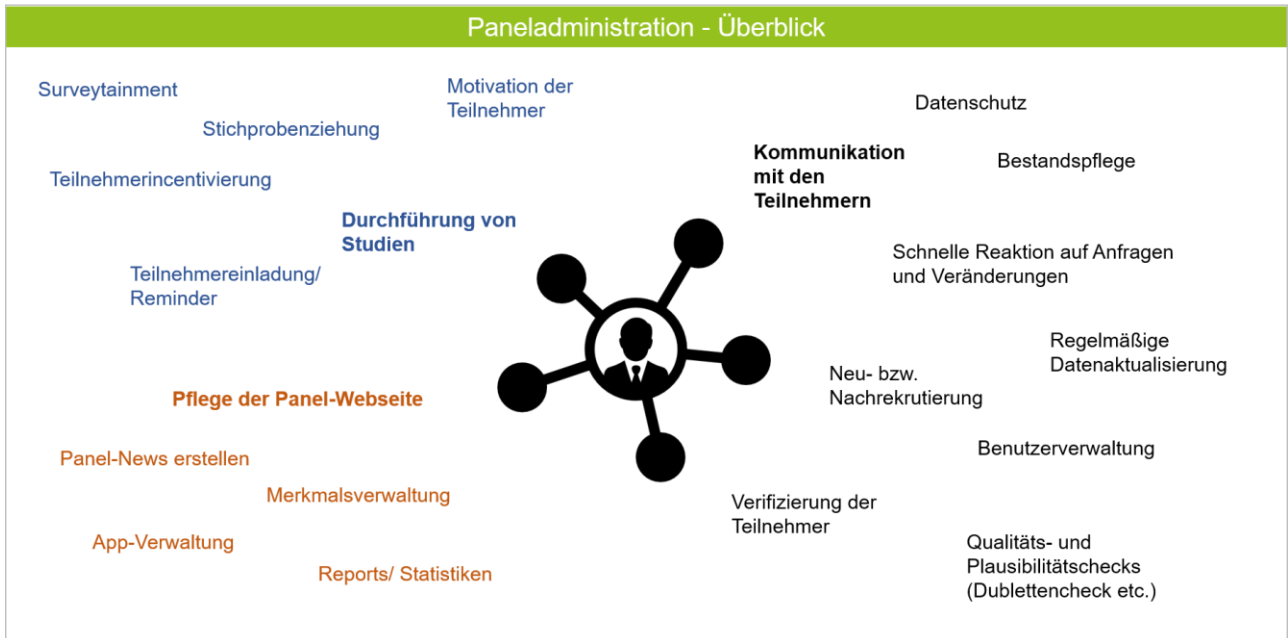 Paneladministration - Überblick
Surveytainment
Stichprobenziehung
Motivation der
Teilnehmer
Teilnehmerincentivierung
Durchführung von
Studien
Teilnehmereinladung/
Reminder
Datenschutz
Kommunikation
mit den
Teilnehmern
Bestandspflege
Schnelle Reaktion auf Anfragen
und Veränderungen
Regelmäßige
Datenaktualisierung
Neu- bzw.
Nachrekrutierung
Benutzerverwaltung
Verifizierung der
Teilnehmer
Qualitäts- und
Plausibilitätschecks
(Dublettencheck etc.)
Pflege der Panel-Webseite
Panel-News erstellen
Merkmalsverwaltung
App-Verwaltung
Reports/ Statistiken